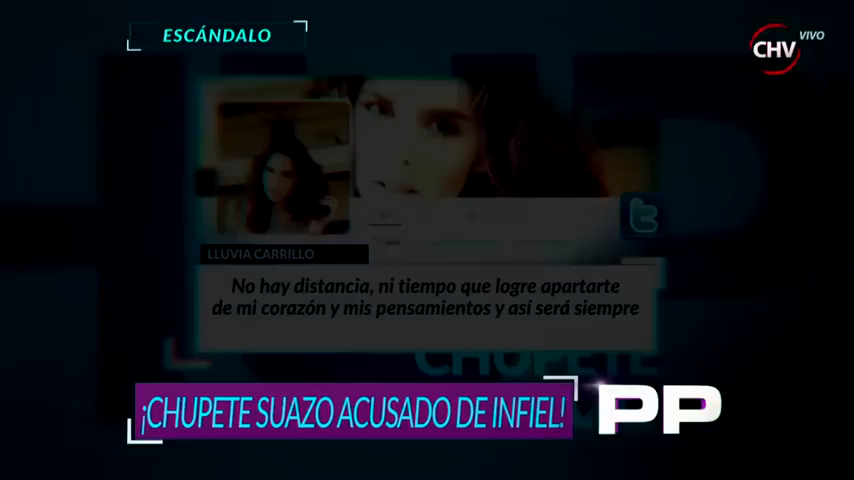 ESCÁNDALO
CHV
VIVO
LLUVIA CARRILLO
No hay distancia, ni tiempo que logre apartarte
de mi corazón y mis pensamientos y así será siempre
CHUPETE
¡CHUPETE SUAZO ACUSADO DE INFIEL!
PP